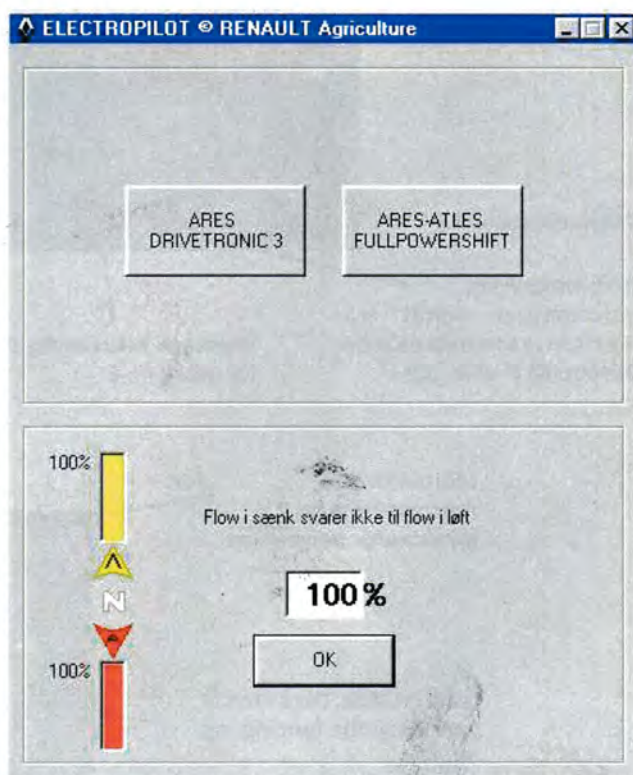 ELECTROPILOT © RENAULT Agriculture
ARES
DRIVETRONIC 3
ARES-ATLES
FULLPOWERSHIFT
100%
Flow i sænk svarer ikke til flow i løft
N
100%
OK
100%